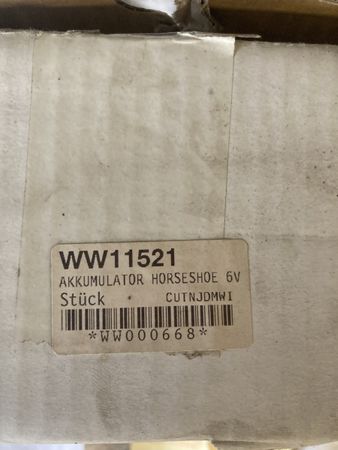 WW11521
AKKUMULATOR HORSESHOE 6V
Stück CUTNJDMWI
*WW000668*